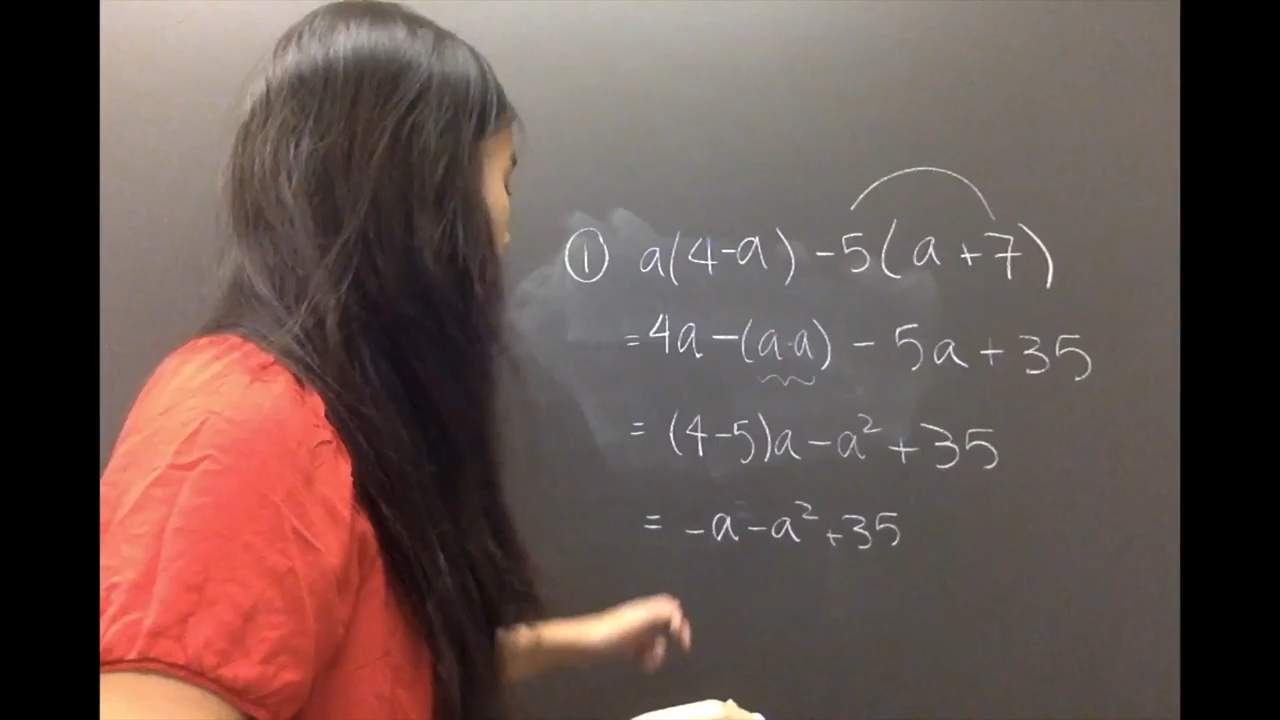 ① a(4-a) -5(a+7)
=4a-(a·a) - 5a+35
= (4-5)a-a²+35
= -a-a²+35